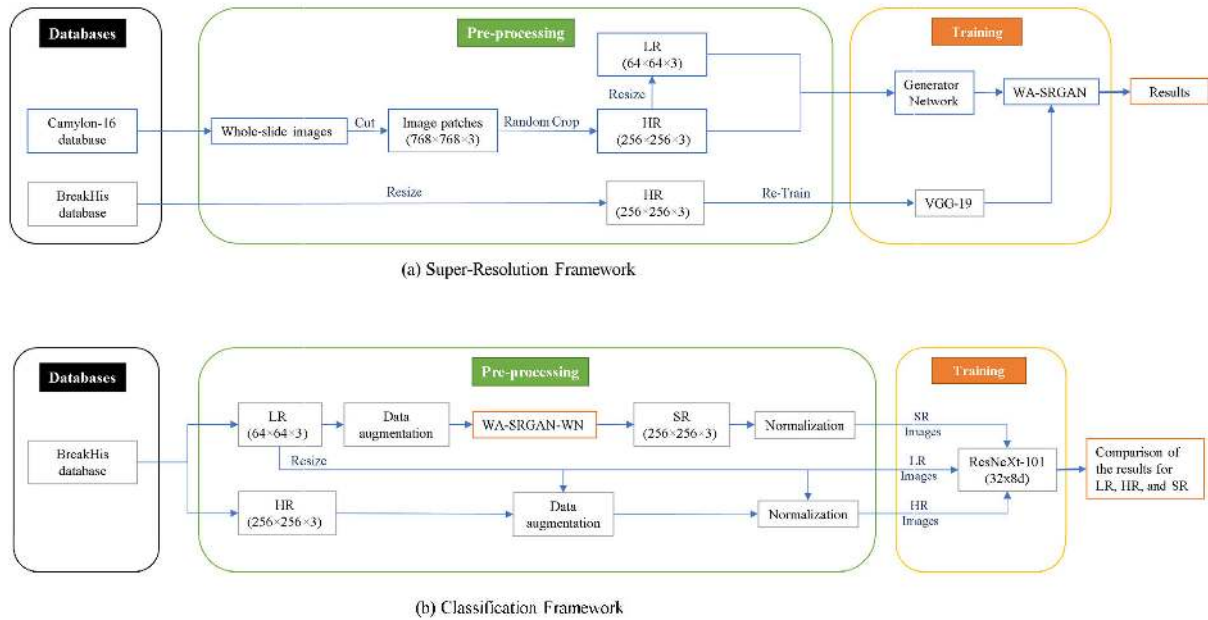 Databases
Pre-processing
Training
LR
(64×64×3)
Resize
Generator
Network
WA-SRGAN
Results
Camylon-16
database
Whole-slide images
Cut
Image patches
(768×768×3)
Random Crop
HR
(256×256×3)
BreakHis
database
Resize
HR
(256×256×3)
Re-Train
VGG-19
(a) Super-Resolution Framework
Databases
Pre-processing
Training
LR
(64×64×3)
Data
augmentation
WA-SRGAN-WN
SR
(256×256×3)
Normalization
SR
Images
BreakHis
database
Resize
LR
Images
ResNeXt-101
(32x8d)
Comparison of
the results for
LR, HR, and SR
HR
(256×256×3)
Data
augmentation
Normalization
HR
Images
(b) Classification Framework